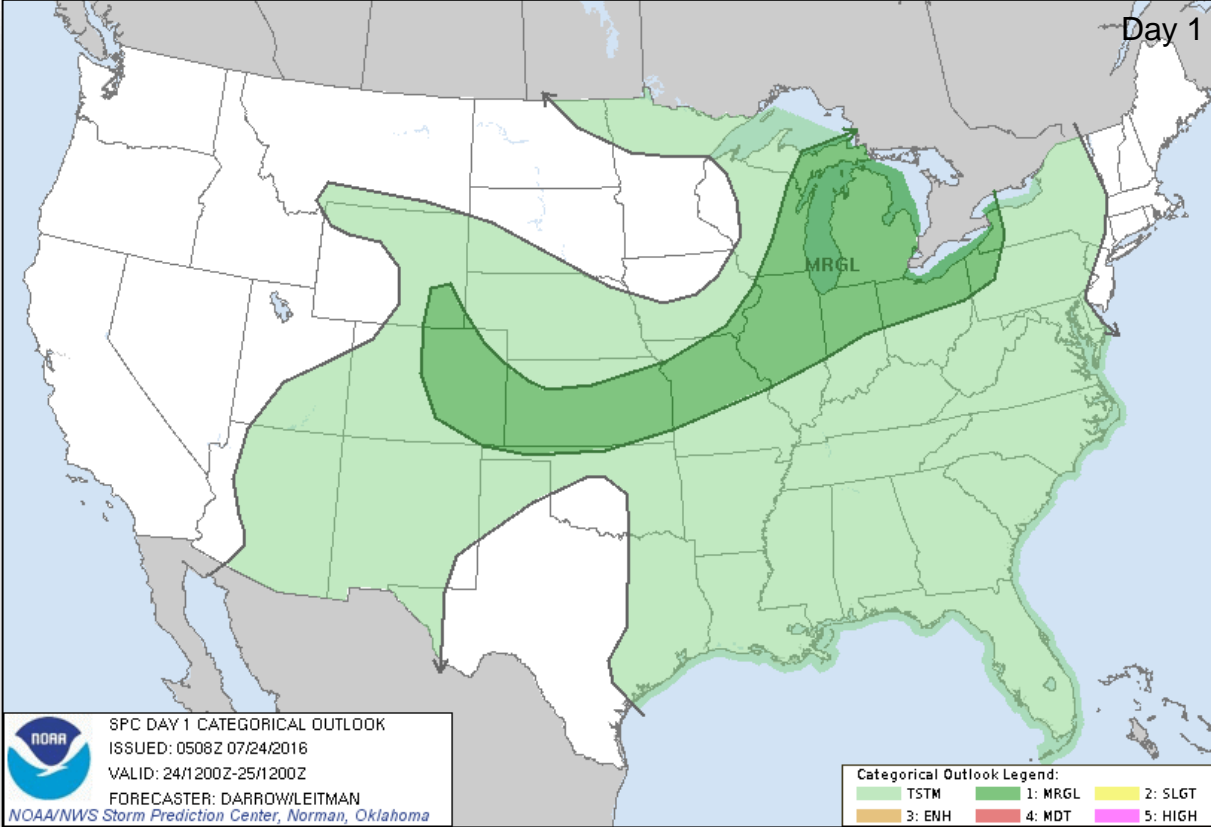 Day 1
MRGL
NOAA
SPC DAY 1 CATEGORICAL OUTLOOK
ISSUED: 0508Z 07/24/2016
VALID: 24/1200Z-25/1200Z
FORECASTER: DARROW/LEITMAN
NOAA/NWS Storm Prediction Center, Norman, Oklahoma
Categorical Outlook Legend:
TSTM 1: MRGL 2: SLGT
3: ENH 4: MDT 5: HIGH